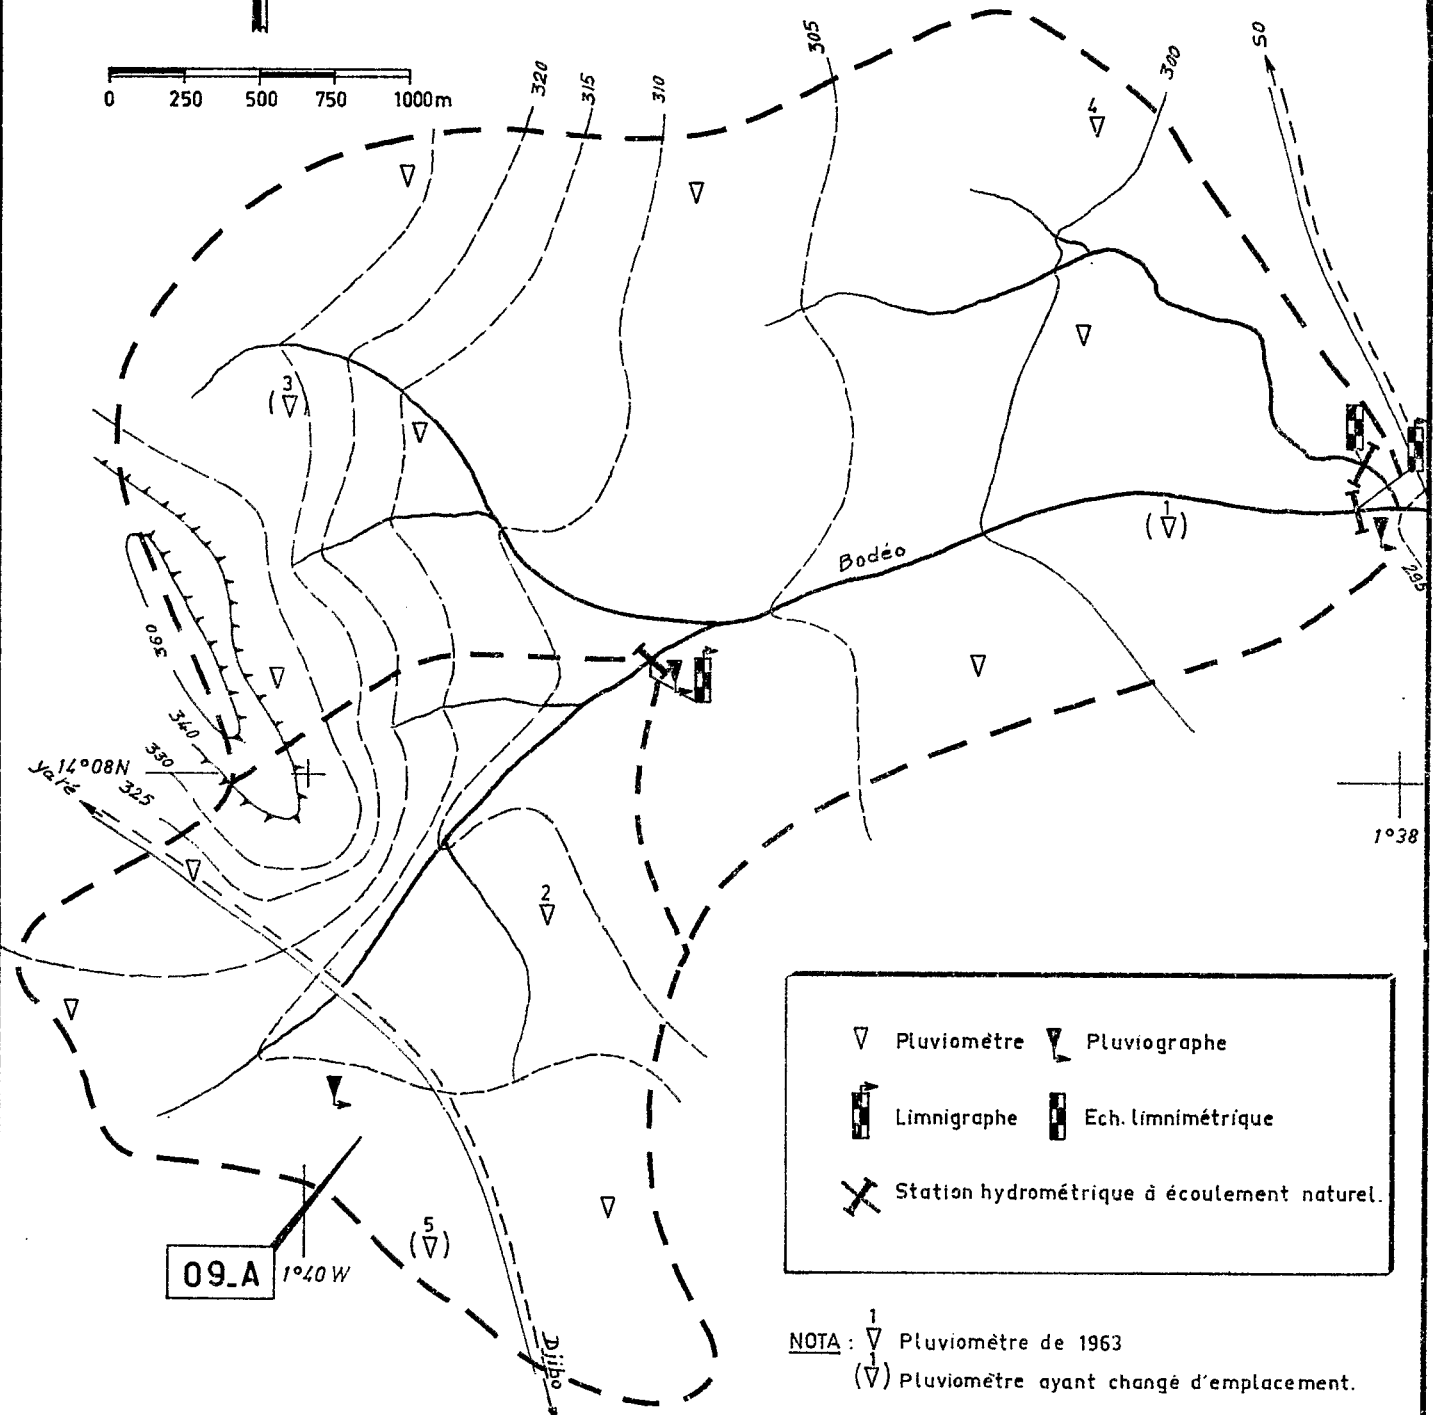 0 250 500 750 1000m
320
315
310
305
300
50
4
3
( )
1
( )
Bodéo
295
360
340
330
325
14°08N
yaré
1°38
2
5
( )
09_A
1°40 W
Djibo
Pluviomètre Pluviographe
Limnigraphe Ech. limnimétrique
Station hydrométrique à écoulement naturel.
NOTA : 1 Pluviomètre de 1963
(1) Pluviomètre ayant changé d'emplacement.